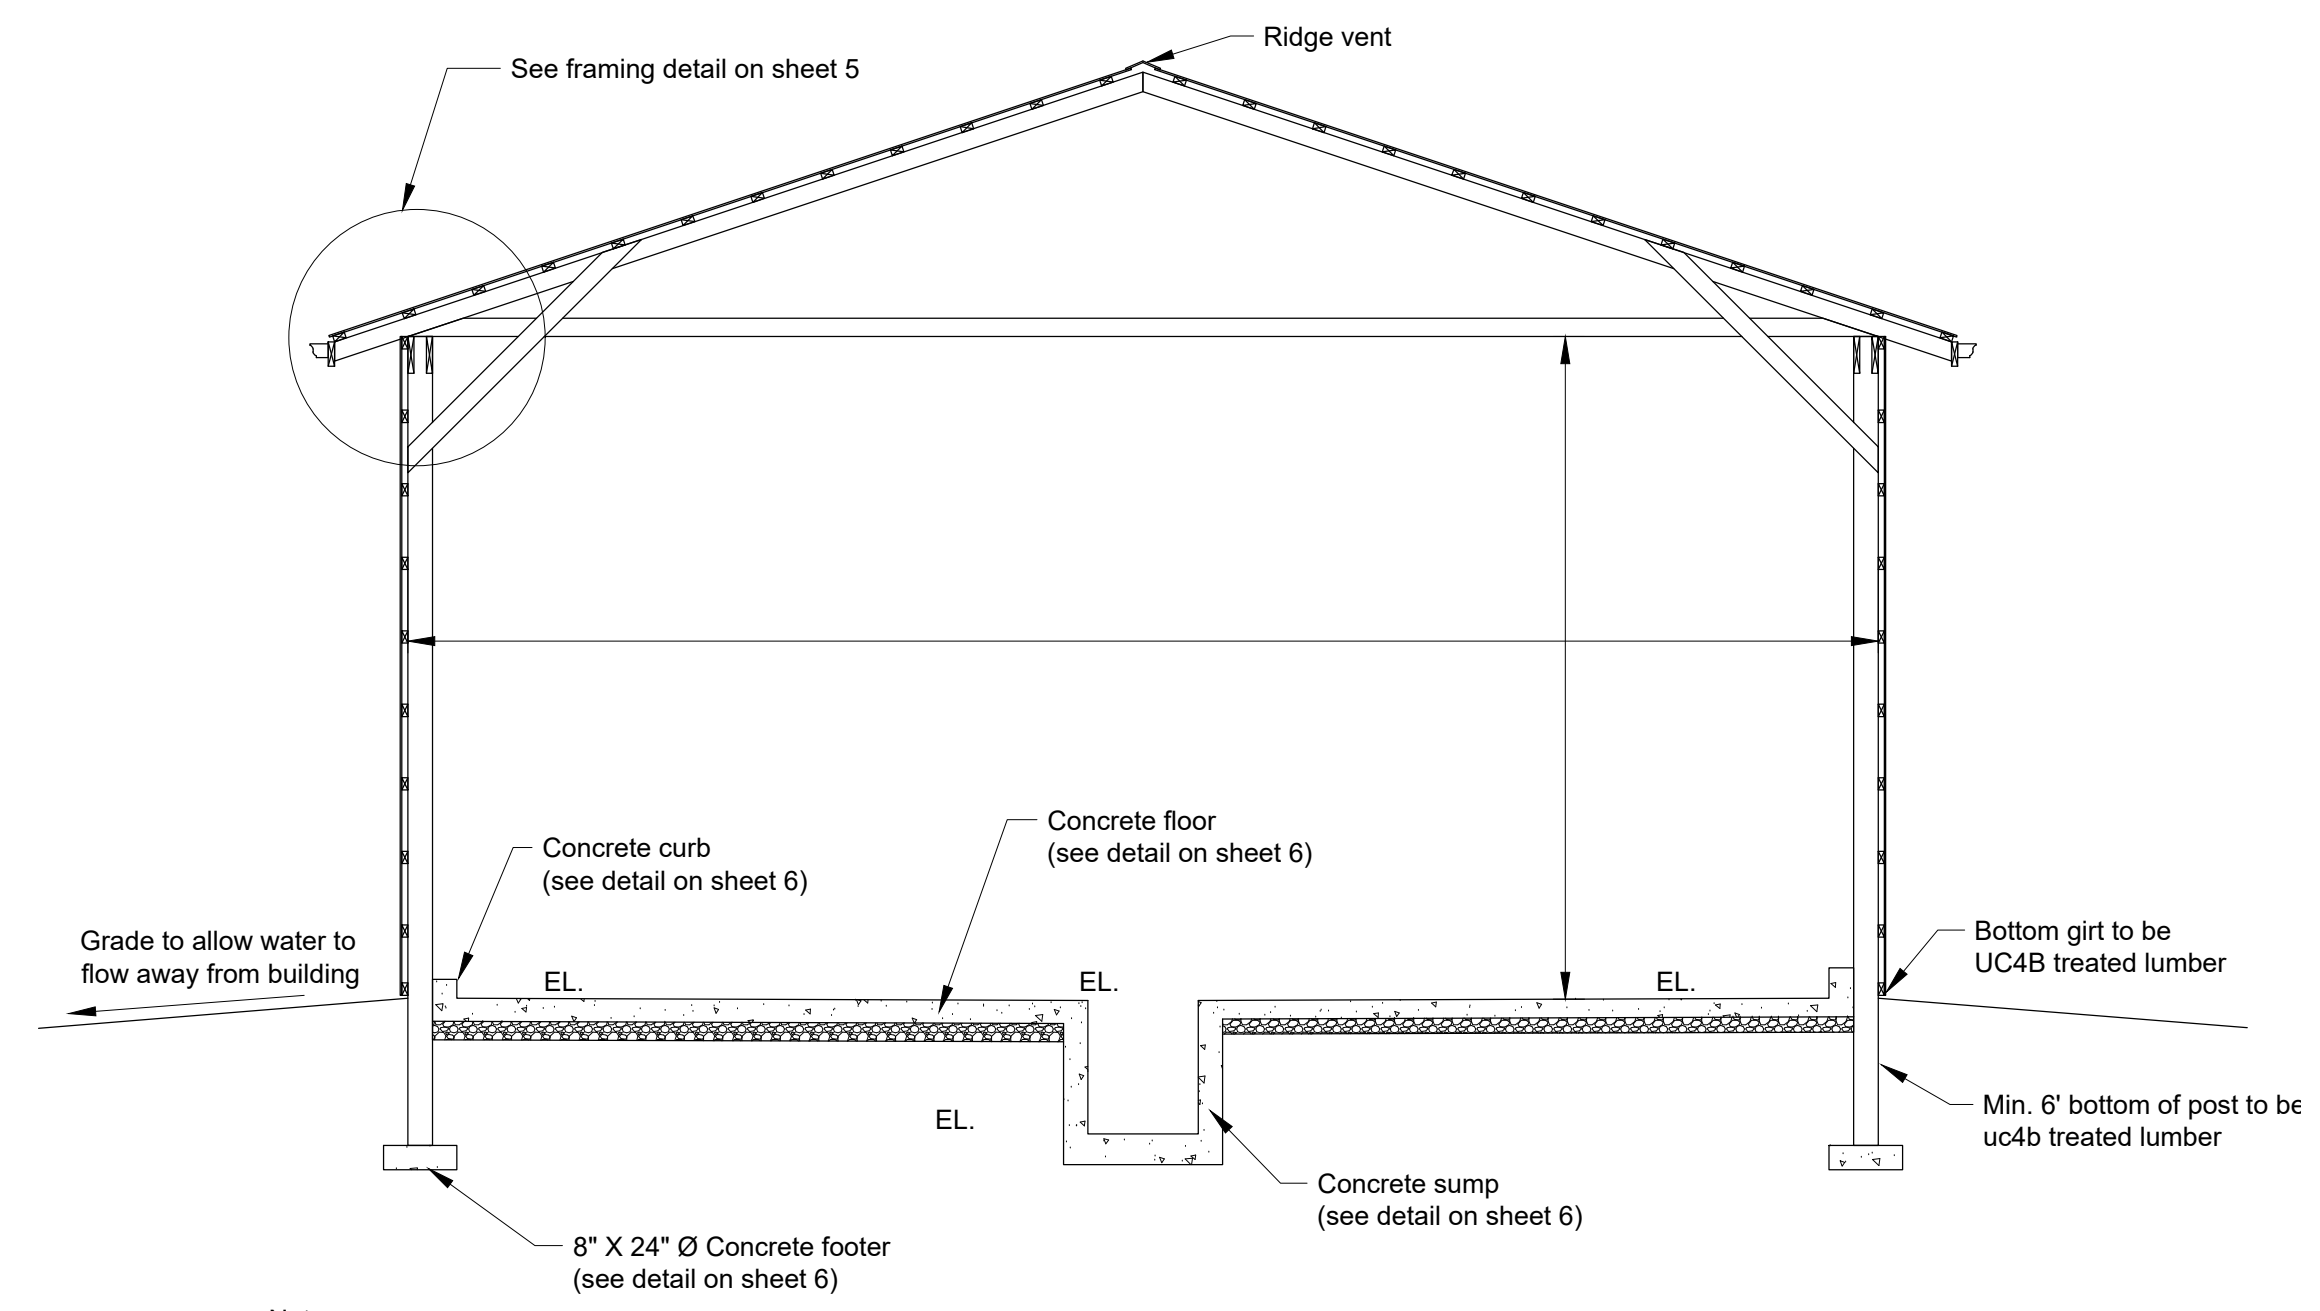 Ridge vent
See framing detail on sheet 5
Concrete floor
(see detail on sheet 6)
Concrete curb
(see detail on sheet 6)
Grade to allow water to
flow away from building
Bottom girt to be
UC4B treated lumber
EL.
EL.
EL.
EL.
Min. 6' bottom of post to be
uc4b treated lumber
Concrete sump
(see detail on sheet 6)
8" X 24" Ø Concrete footer
(see detail on sheet 6)